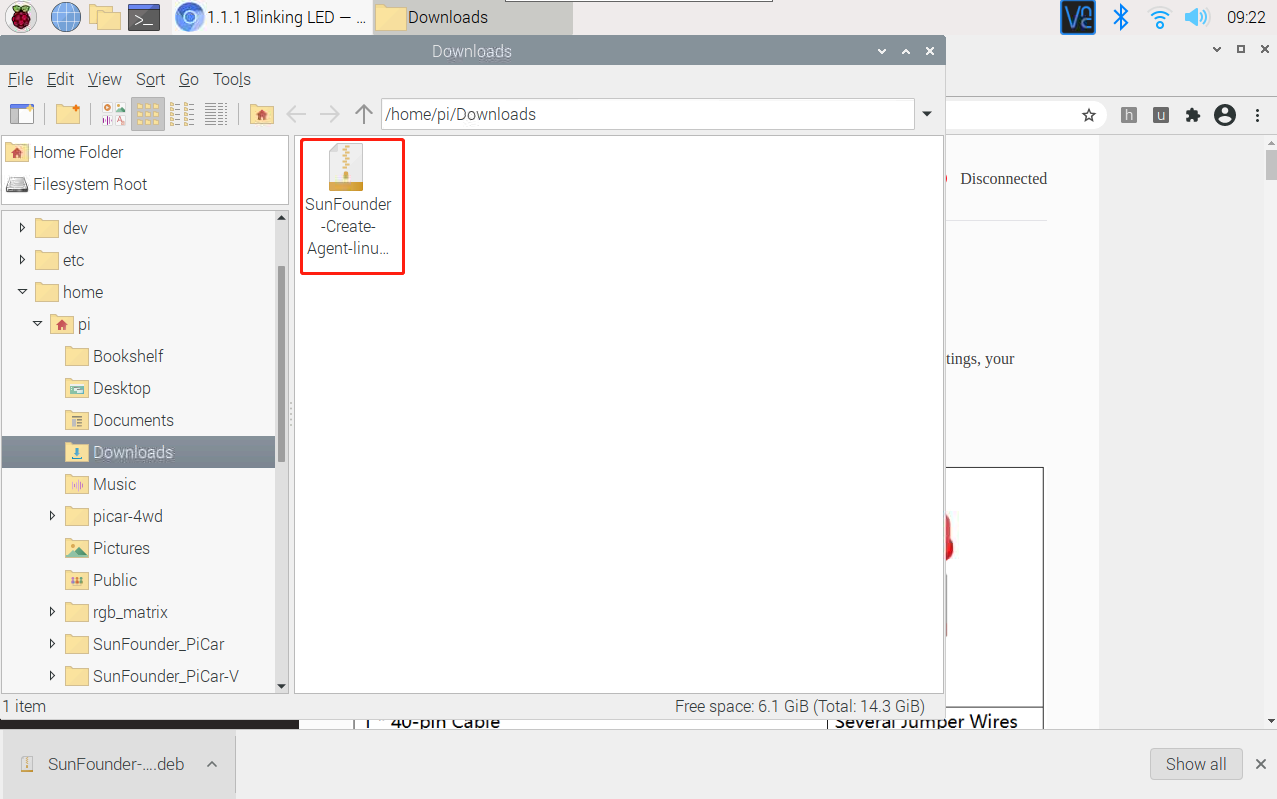 1.1.1 Blinking LED — ...
Downloads
09:22
Downloads
File Edit View Sort Go Tools
/home/pi/Downloads
Home Folder
Filesystem Root
dev
etc
home
pi
Bookshelf
Desktop
Documents
Downloads
Music
picar-4wd
Pictures
Public
rgb_matrix
SunFounder_PiCar
SunFounder_PiCar-V
SunFounder
-Create-
Agent-linu...
h u
Disconnected
tings, your
1 item
Free space: 6.1 GiB (Total: 14.3 GiB)
1 * 40-pin Cable
Several Jumper Wires
SunFounder-....deb
Show all